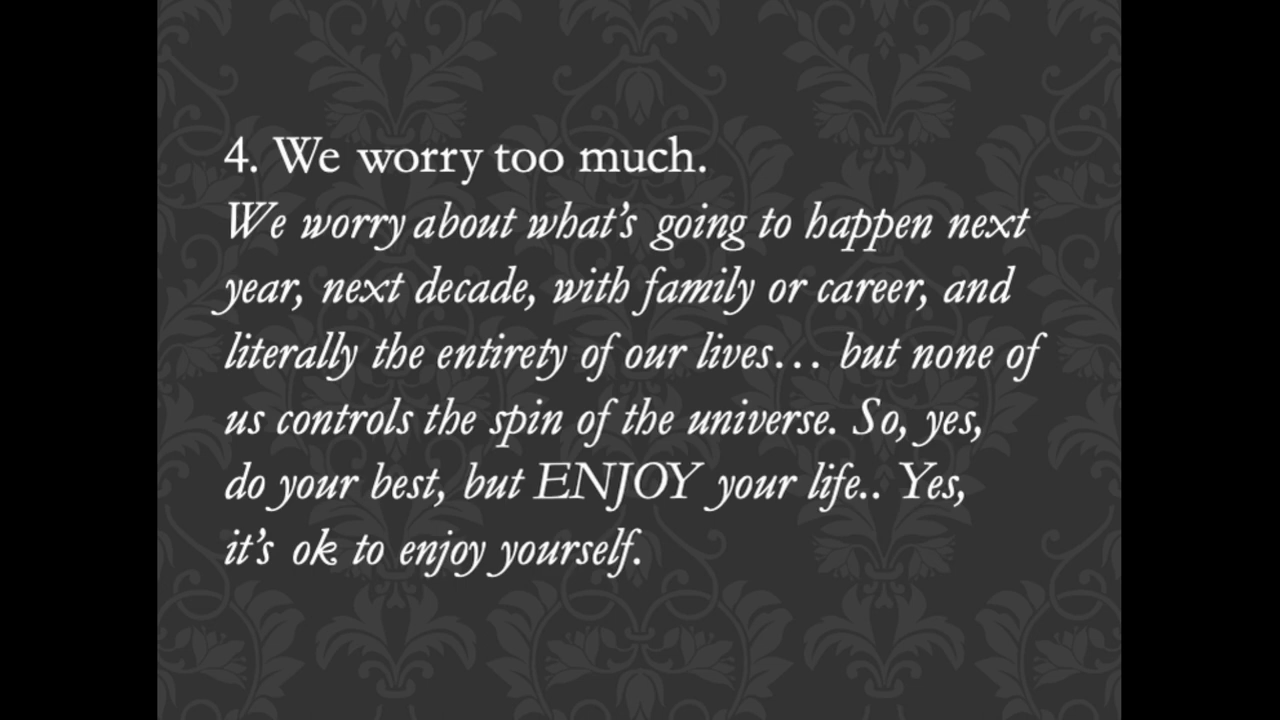 4. We worry too much.
We worry about what's going to happen next
year, next decade, with family or career, and
literally the entirety of our lives... but none of
us controls the spin of the universe. So, yes,
do your best, but ENJOY your life.. Yes,
it's ok to enjoy yourself.